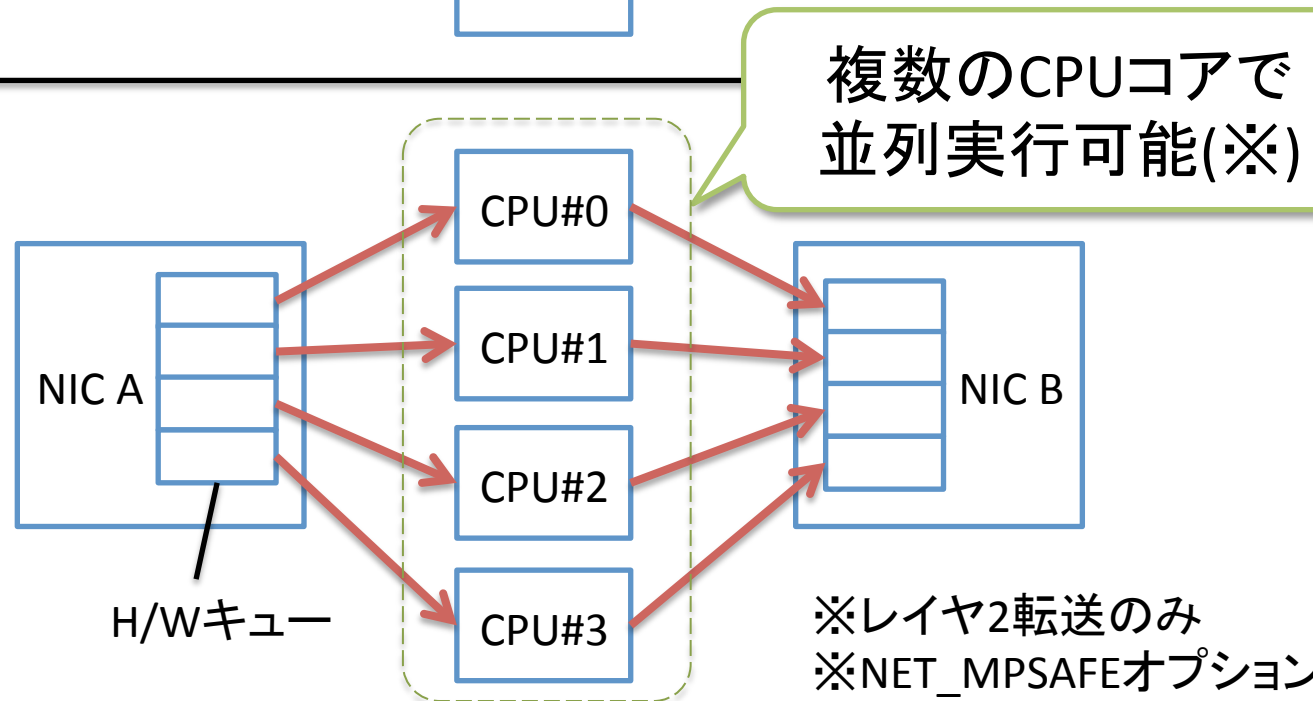 複数のCPUコアで
並列実行可能(※)
CPU#0
CPU#1
NIC A
NIC B
CPU#2
CPU#3
H/Wキュー
※レイヤ2転送のみ
※NET_MPSAFEオプション